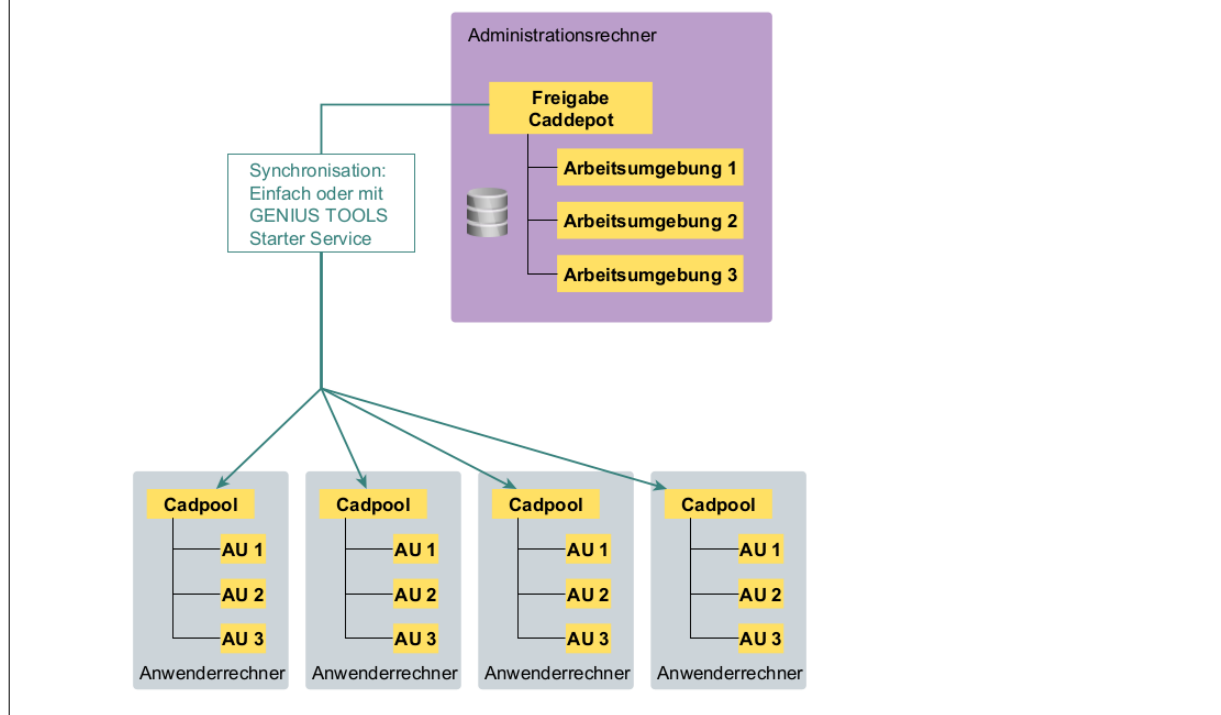 Administrationsrechner
Freigabe
Caddepot
Arbeitsumgebung 1
Arbeitsumgebung 2
Arbeitsumgebung 3
Synchronisation:
Einfach oder mit
GENIUS TOOLS
Starter Service
Cadpool
AU 1
AU 2
AU 3
Anwenderrechner
Cadpool
AU 1
AU 2
AU 3
Anwenderrechner
Cadpool
AU 1
AU 2
AU 3
Anwenderrechner
Cadpool
AU 1
AU 2
AU 3
Anwenderrechner